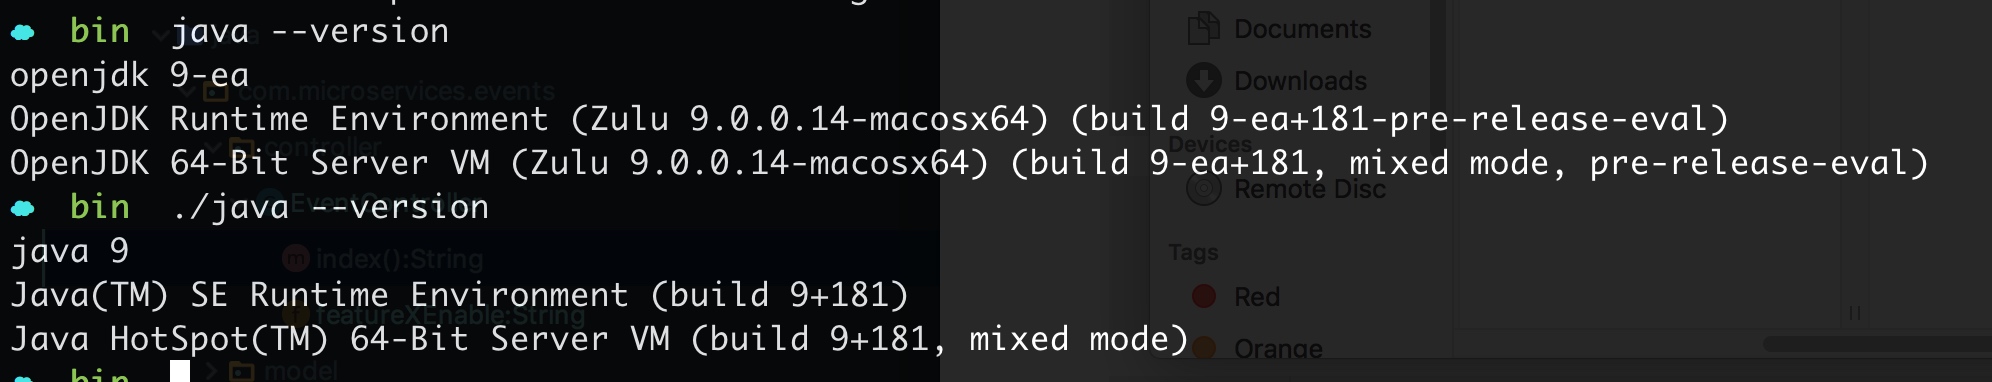 bin java --version
openjdk 9-ea
OpenJDK Runtime Environment (Zulu 9.0.0.14-macosx64) (build 9-ea+181-pre-release-eval)
OpenJDK 64-Bit Server VM (Zulu 9.0.0.14-macosx64) (build 9-ea+181, mixed mode, pre-release-eval)
bin ./java --version
java 9
Java(TM) SE Runtime Environment (build 9+181)
Java HotSpot(TM) 64-Bit Server VM (build 9+181, mixed mode)
bin
com.microservices.events
controller
index():String
featureXEnable:String
model
Documents
Downloads
Devices
Remote Disc
Tags
Red
Orange